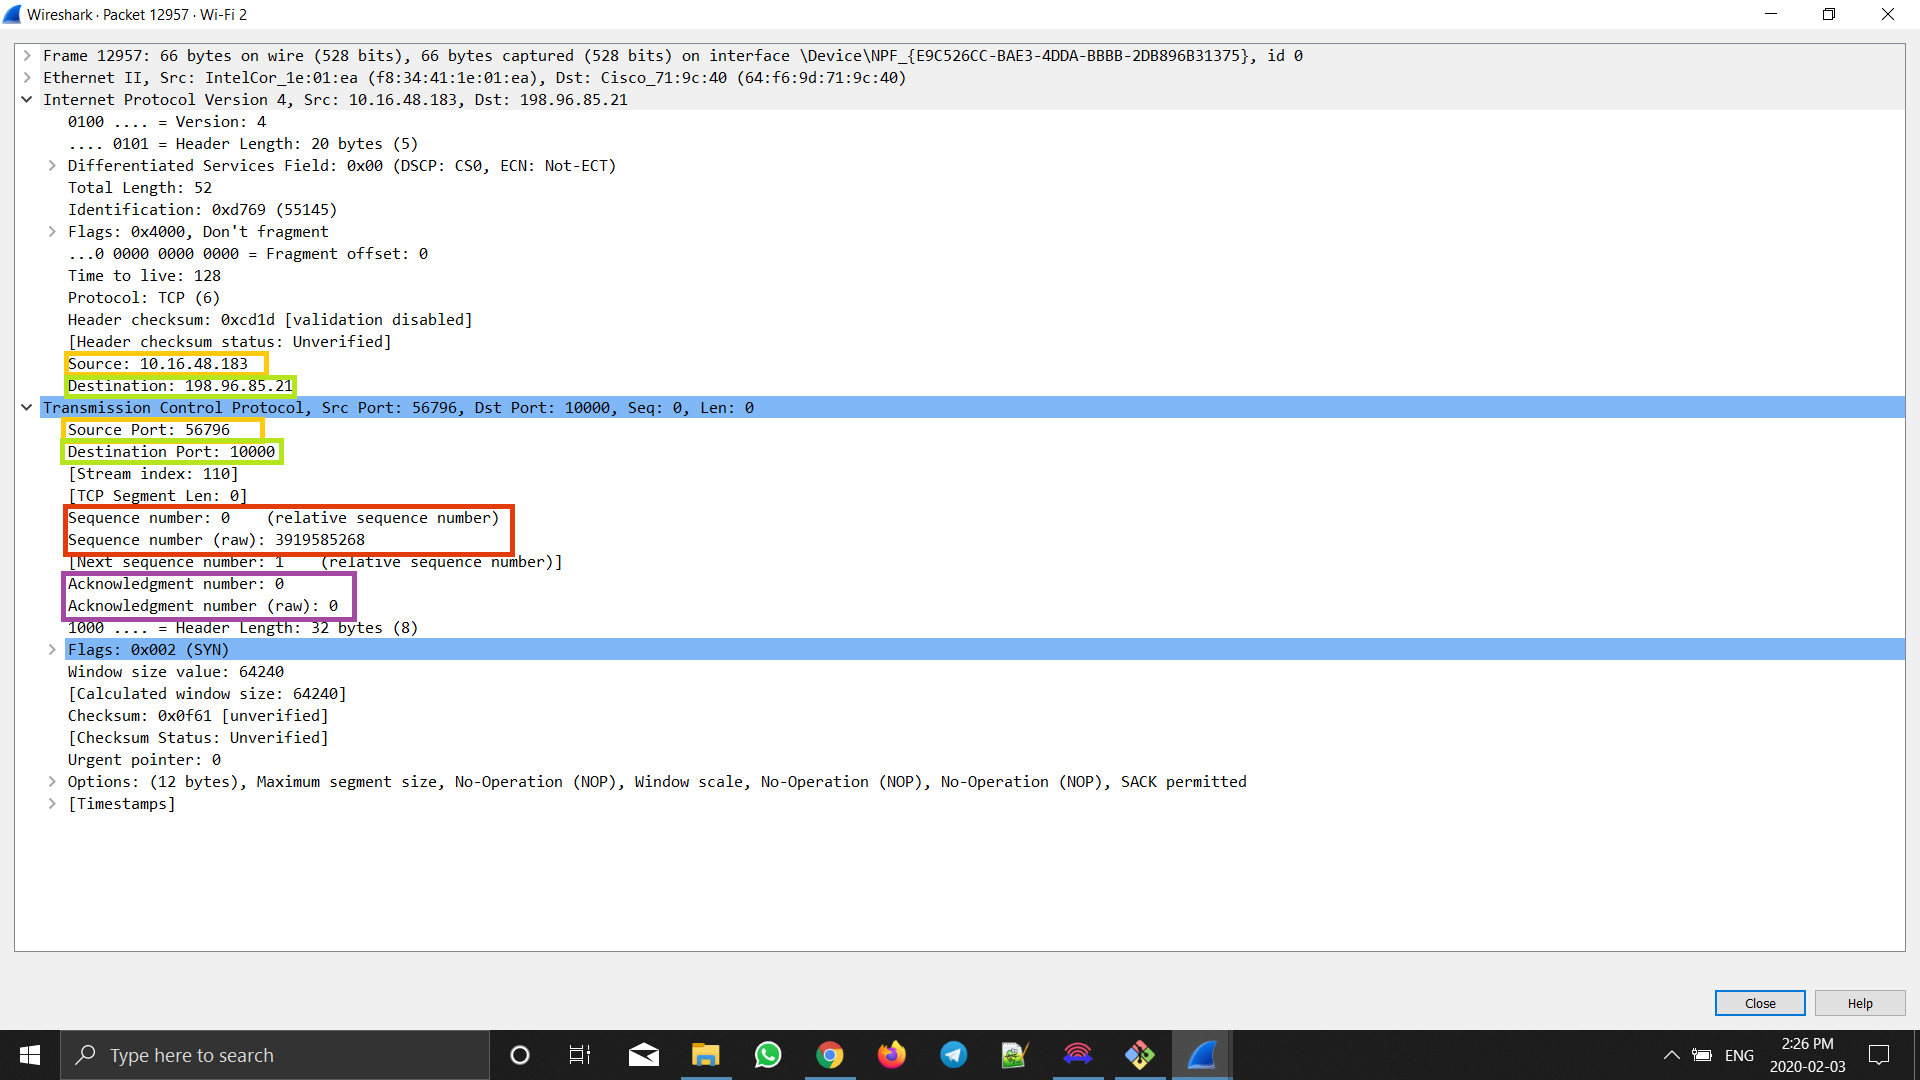 Wireshark · Packet 12957 · Wi-Fi 2
Frame 12957: 66 bytes on wire (528 bits), 66 bytes captured (528 bits) on interface \Device\NPF_{E9C526CC-BAE3-4DDA-BBBB-2DB896B31375}, id 0
Ethernet II, Src: IntelCor_1e:01:ea (f8:34:41:1e:01:ea), Dst: Cisco_71:9c:40 (64:f6:9d:71:9c:40)
Internet Protocol Version 4, Src: 10.16.48.183, Dst: 198.96.85.21
0100 .... = Version: 4
.... 0101 = Header Length: 20 bytes (5)
Differentiated Services Field: 0x00 (DSCP: CS0, ECN: Not-ECT)
Total Length: 52
Identification: 0xd769 (55145)
Flags: 0x4000, Don't fragment
...0 0000 0000 0000 = Fragment offset: 0
Time to live: 128
Protocol: TCP (6)
Header checksum: 0xcd1d [validation disabled]
[Header checksum status: Unverified]
Source: 10.16.48.183
Destination: 198.96.85.21
Transmission Control Protocol, Src Port: 56796, Dst Port: 10000, Seq: 0, Len: 0
Source Port: 56796
Destination Port: 10000
[Stream index: 110]
[TCP Segment Len: 0]
Sequence number: 0    (relative sequence number)
Sequence number (raw): 3919585268
[Next sequence number: 1    (relative sequence number)]
Acknowledgment number: 0
Acknowledgment number (raw): 0
1000 .... = Header Length: 32 bytes (8)
Flags: 0x002 (SYN)
Window size value: 64240
[Calculated window size: 64240]
Checksum: 0x0f61 [unverified]
[Checksum Status: Unverified]
Urgent pointer: 0
Options: (12 bytes), Maximum segment size, No-Operation (NOP), Window scale, No-Operation (NOP), No-Operation (NOP), SACK permitted
[Timestamps]
Close
Help
Type here to search
ENG
2:26 PM
2020-02-03